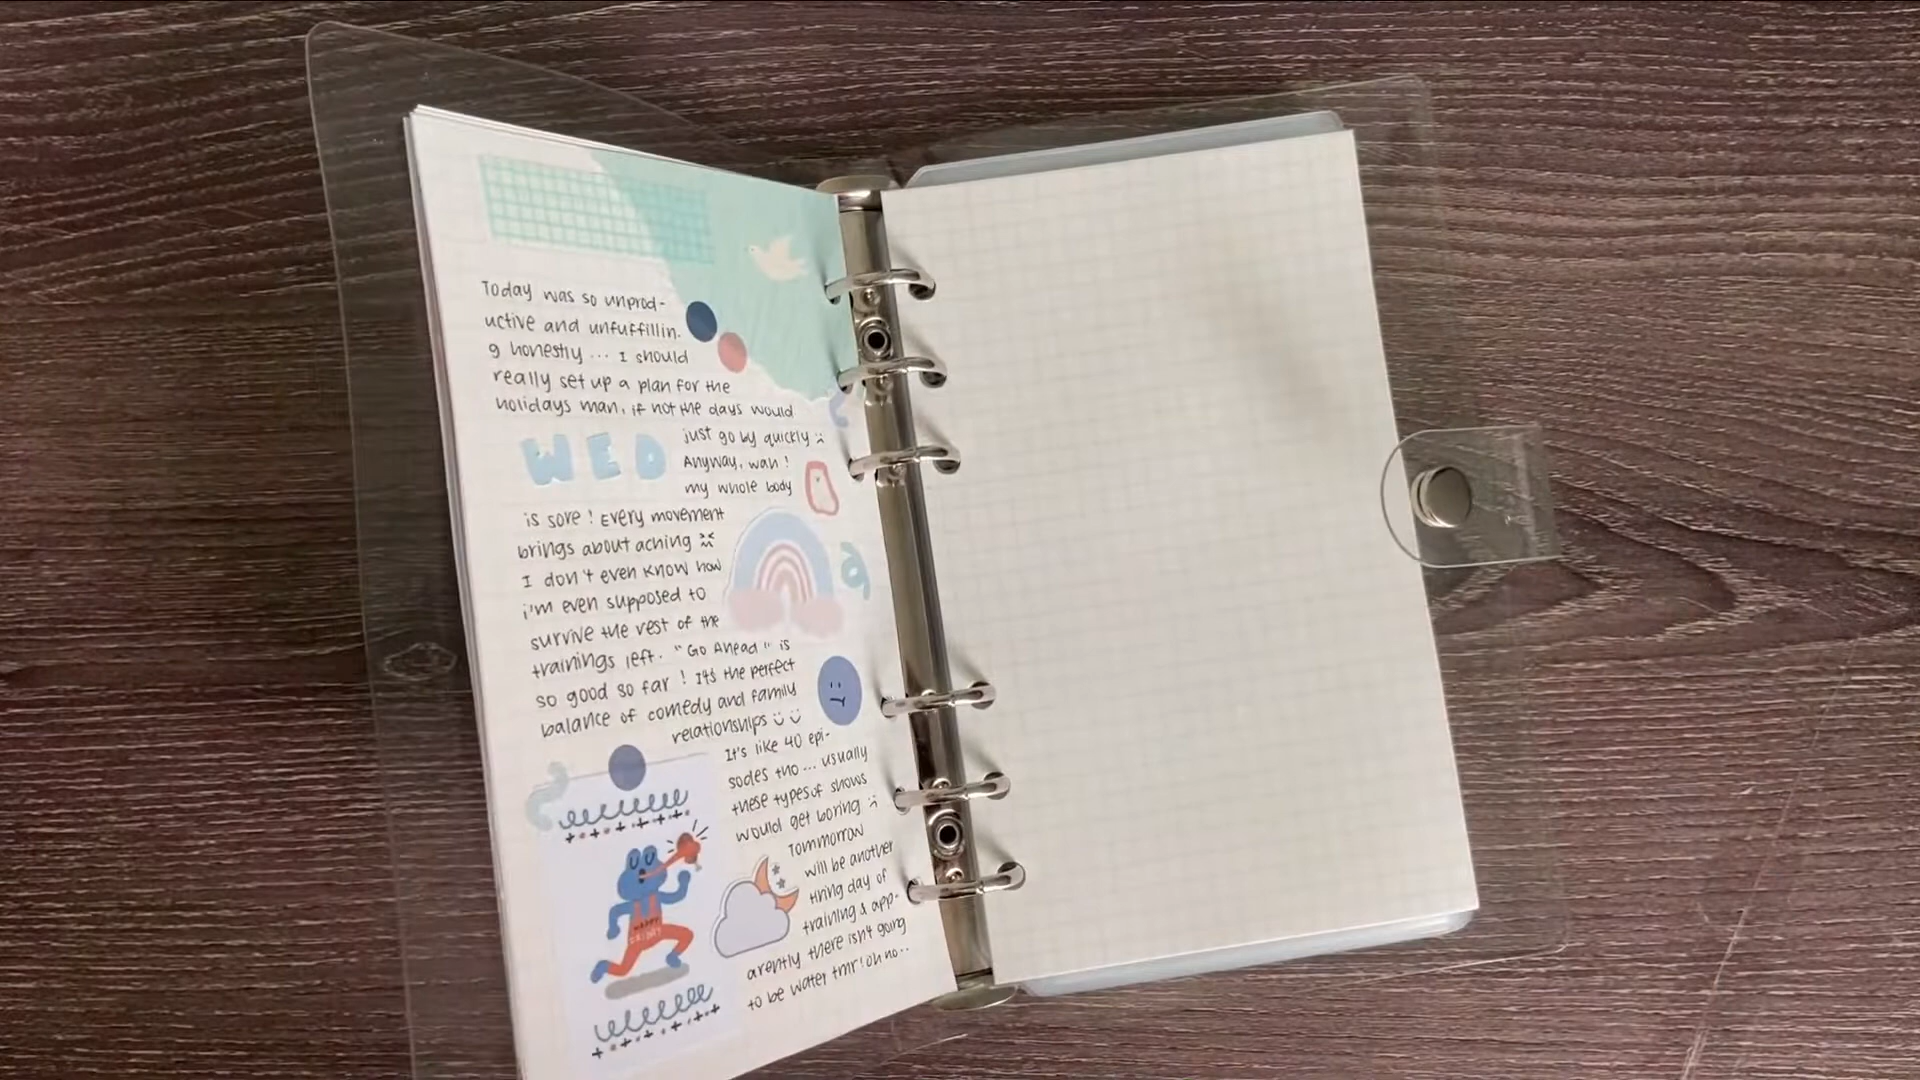 Today was so unprod-
uctive and unfuffillin.
g honestly ... I should
really set up a plan for the
holidays man, if not the days would
WED
just go by quickly :(
Anyway, wah !
my whole body
is sore ! Every movement
brings about aching
I don't even know how
i'm even supposed to
survive the rest of the
trainings left. "Go Ahead" is
so good so far ! It's the perfect
balance of comedy and family
relationships
It's like 40 epi-
sodes tho ... usually
these types of shows
would get boring :(
Tommorrow
will be another
tiring day of
training & app-
arently there isn't going
to be water tmr ! oh no..